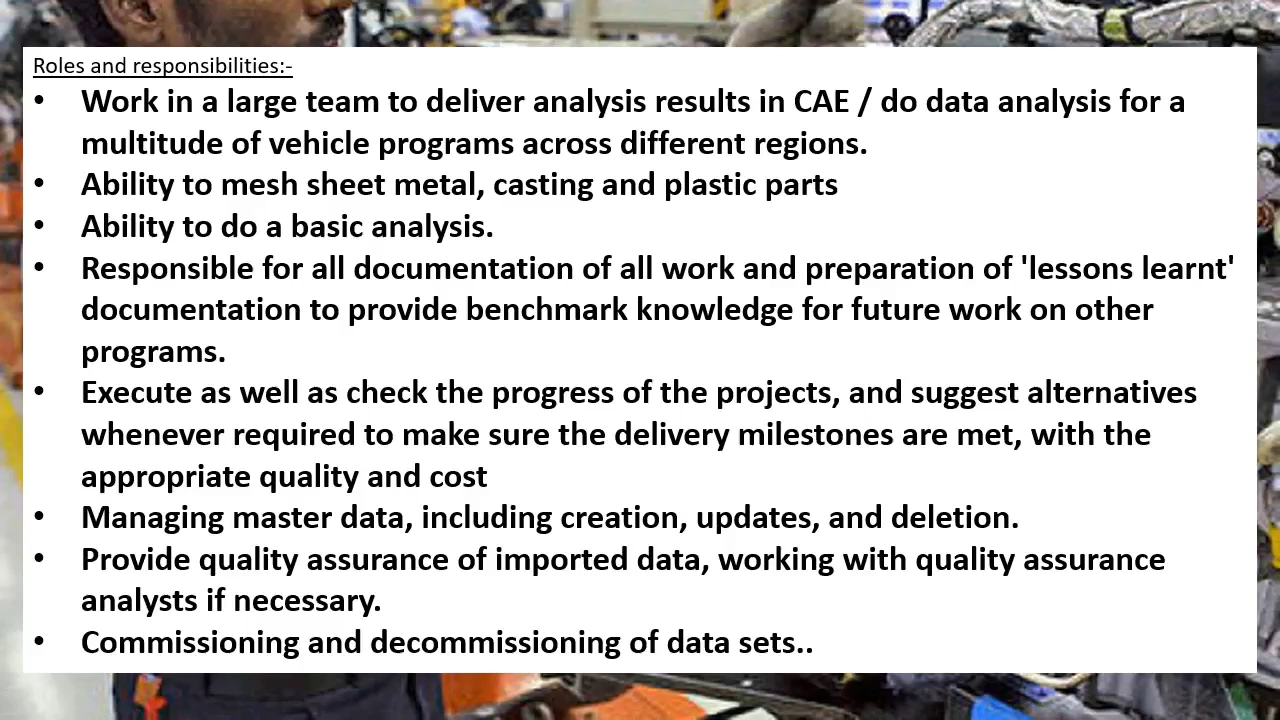 Roles and responsibilities:-
• Work in a large team to deliver analysis results in CAE / do data analysis for a
multitude of vehicle programs across different regions.
• Ability to mesh sheet metal, casting and plastic parts
• Ability to do a basic analysis.
• Responsible for all documentation of all work and preparation of 'lessons learnt'
documentation to provide benchmark knowledge for future work on other
programs.
• Execute as well as check the progress of the projects, and suggest alternatives
whenever required to make sure the delivery milestones are met, with the
appropriate quality and cost
• Managing master data, including creation, updates, and deletion.
• Provide quality assurance of imported data, working with quality assurance
analysts if necessary.
• Commissioning and decommissioning of data sets..